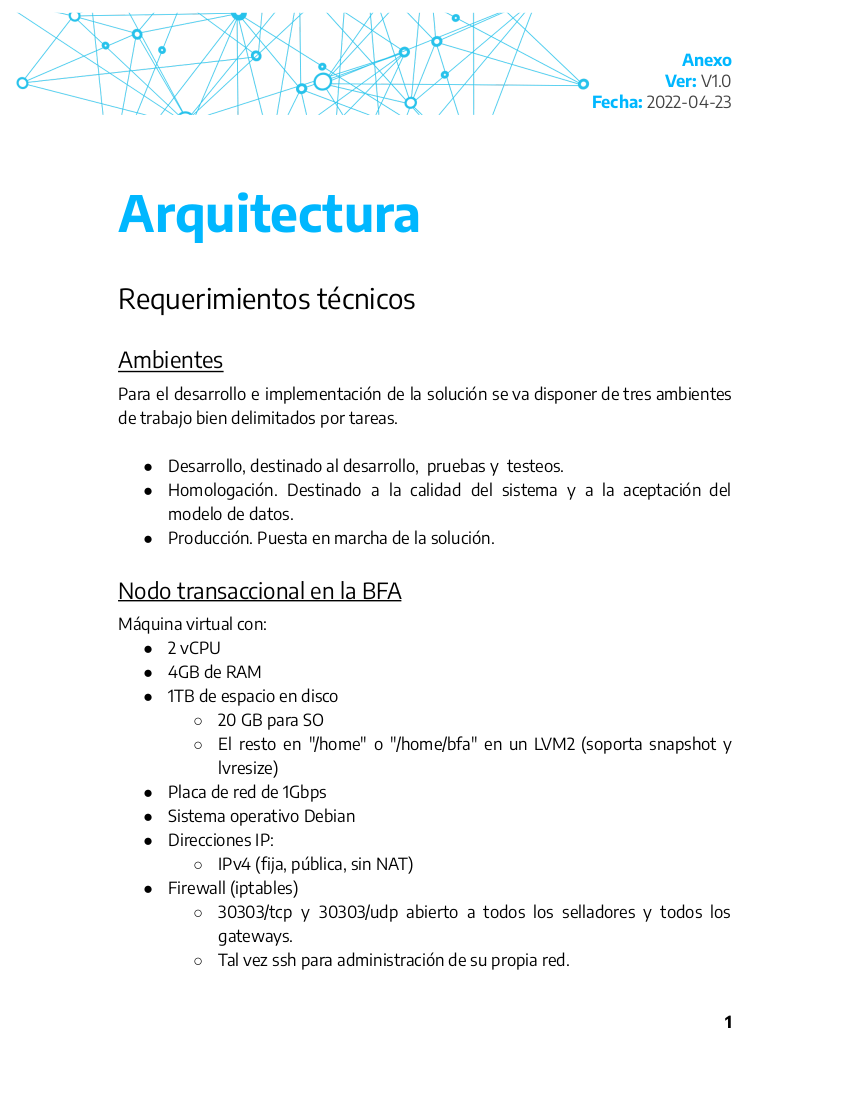 Anexo
Ver: V1.0
Fecha: 2022-04-23
Arquitectura
Requerimientos técnicos
Ambientes
Para el desarrollo e implementación de la solución se va disponer de tres ambientes
de trabajo bien delimitados por tareas.
● Desarrollo, destinado al desarrollo, pruebas y testeos.
● Homologación. Destinado a la calidad del sistema y a la aceptación del
modelo de datos.
● Producción. Puesta en marcha de la solución.
Nodo transaccional en la BFA
Máquina virtual con:
● 2 vCPU
● 4GB de RAM
● 1TB de espacio en disco
○ 20 GB para SO
○ El resto en "/home" o "/home/bfa" en un LVM2 (soporta snapshot y
lvresize)
● Placa de red de 1Gbps
● Sistema operativo Debian
● Direcciones IP:
○ IPv4 (fija, pública, sin NAT)
● Firewall (iptables)
○ 30303/tcp y 30303/udp abierto a todos los selladores y todos los
gateways.
○ Tal vez ssh para administración de su propia red.
1